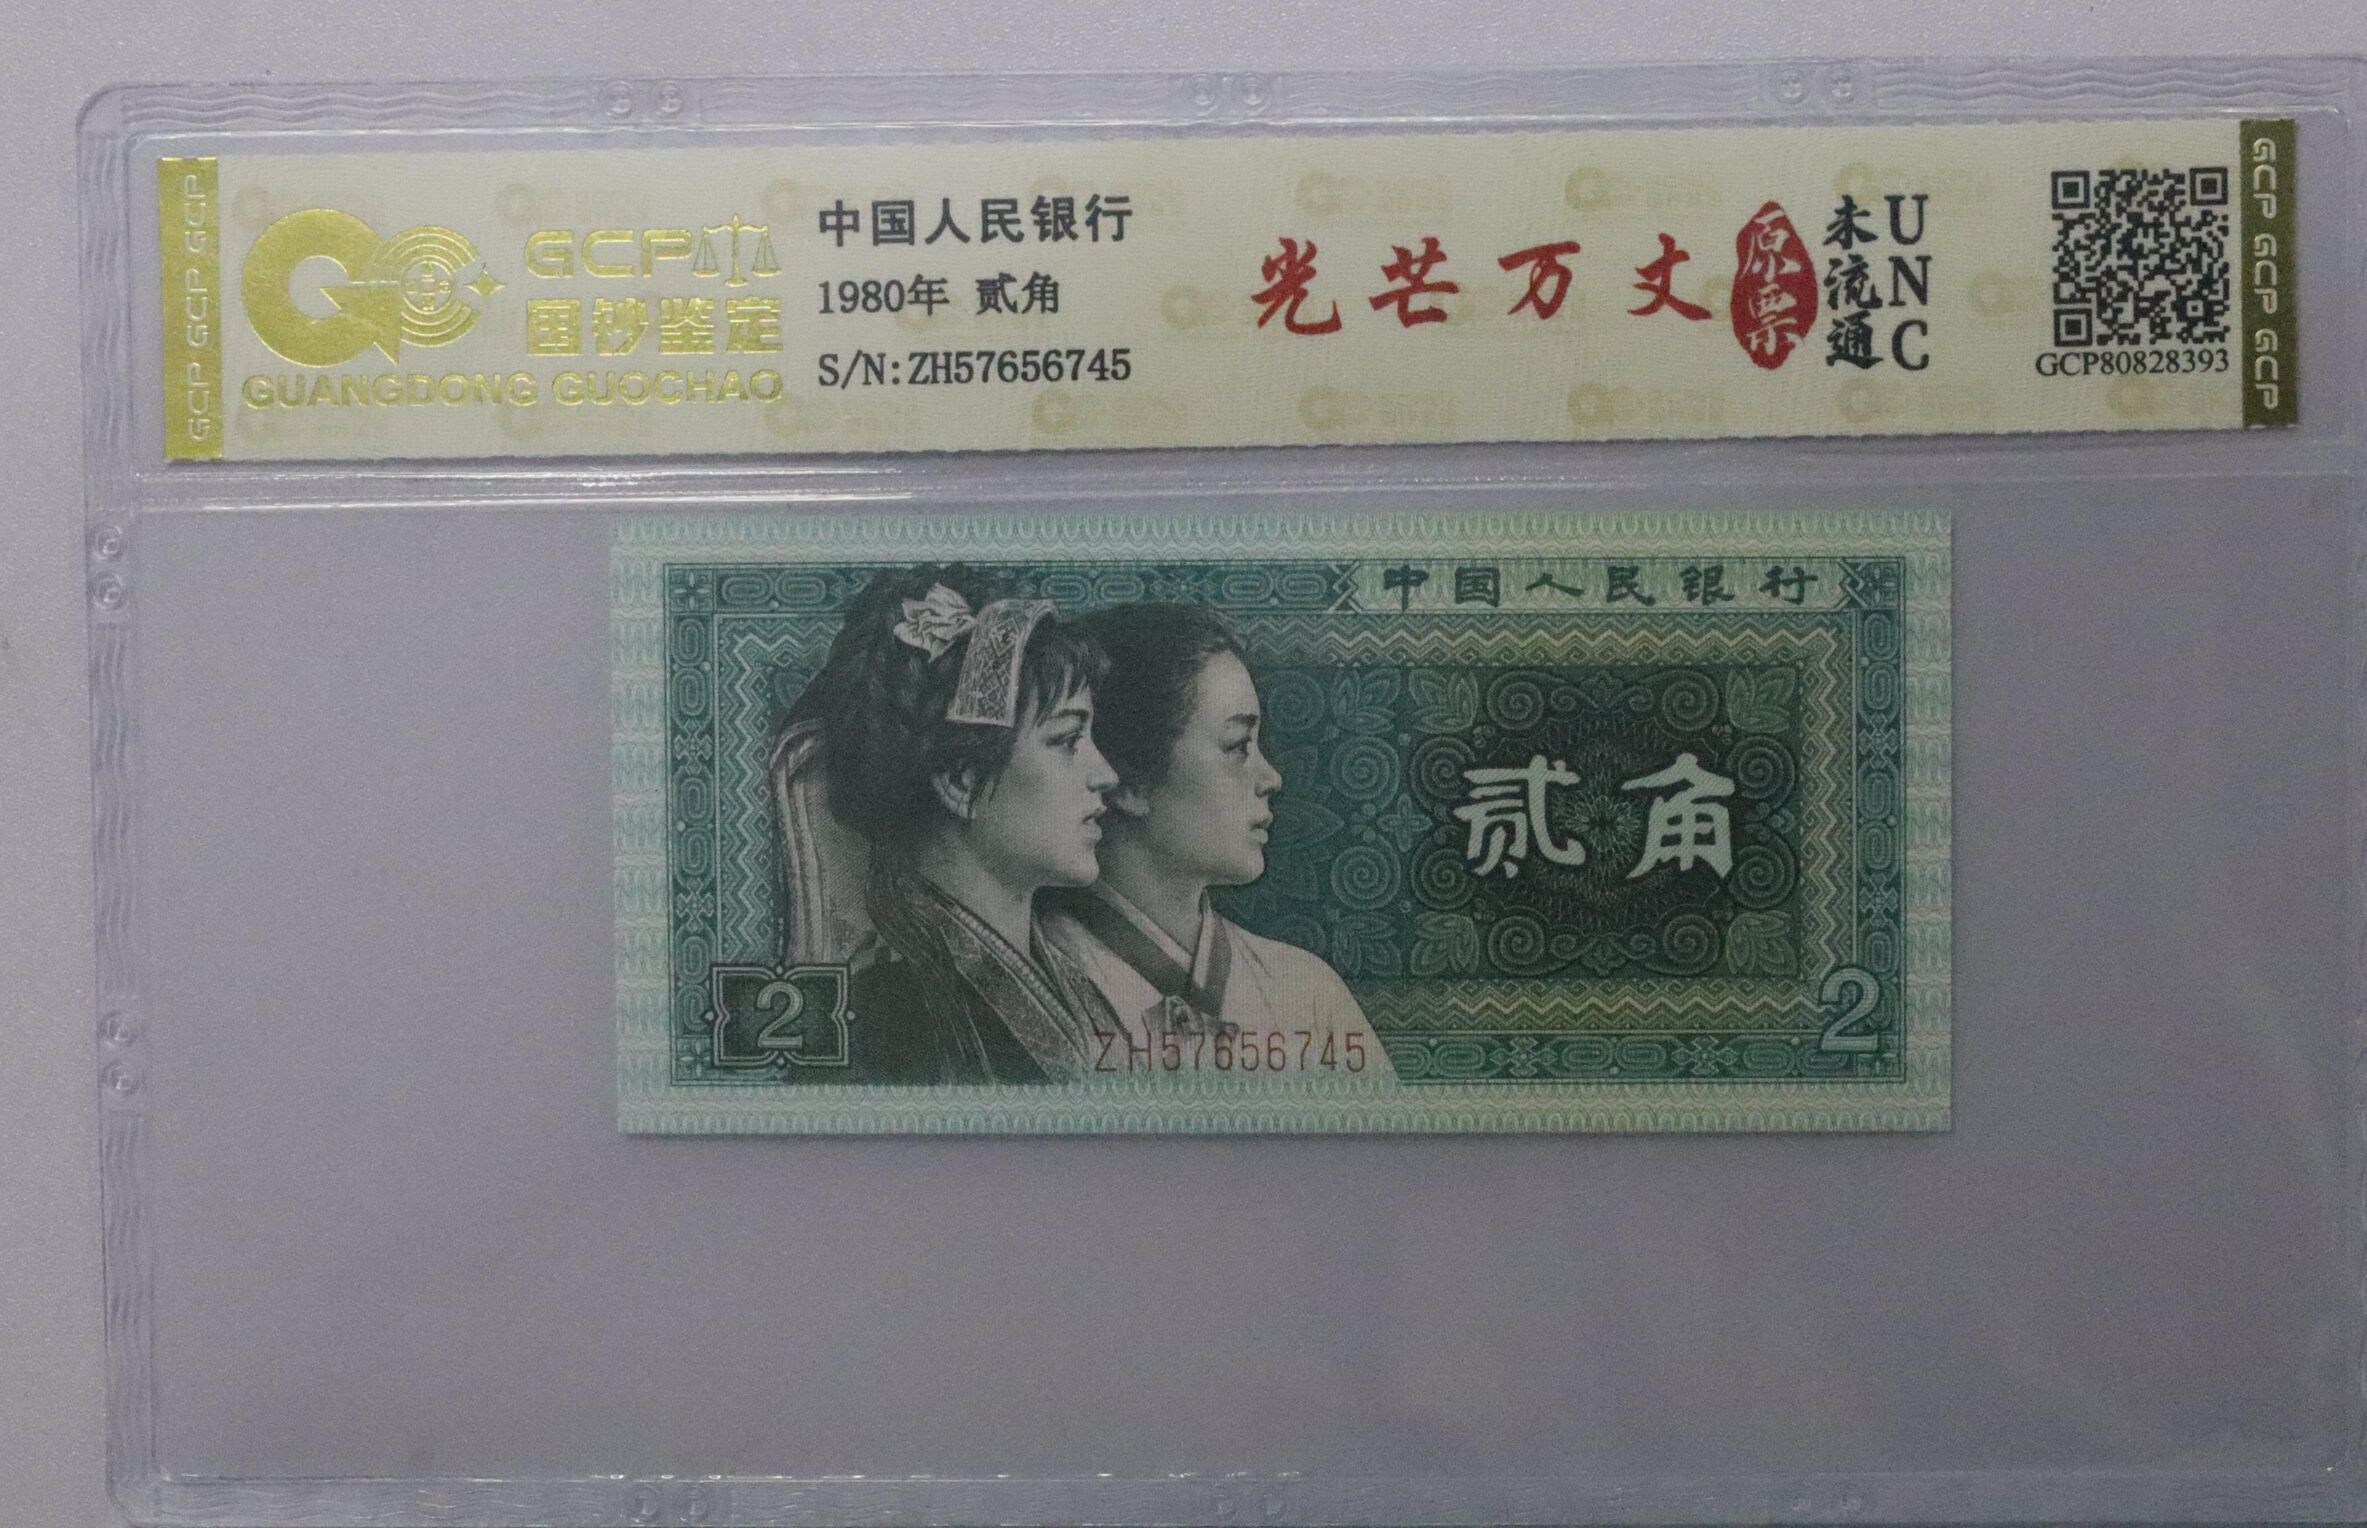 GCP GCP GCP
GCP
国钞鉴定
GUANGDONG GUOCHAO
中国人民银行
1980年 贰角
S/N:ZH57656745
光芒万丈
原票
未流通
UNC
GCP80828393
GCP GCP GCP
中国人民银行
贰角
2
ZH57656745
2